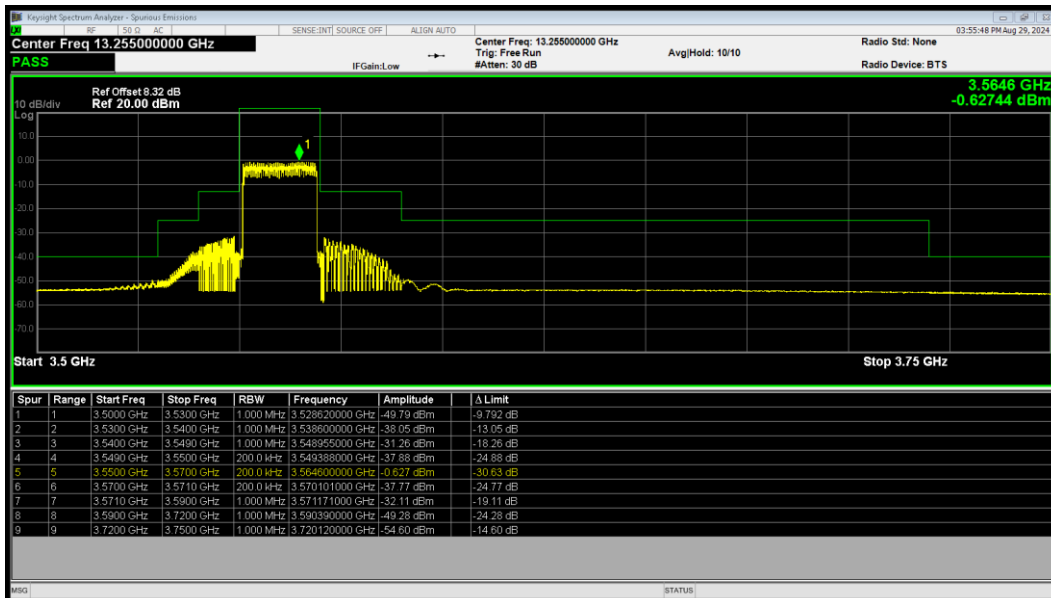 Keysight Spectrum Analyzer - Spurious Emissions
RF 50 Ω AC SENSE:INT SOURCE OFF ALIGN AUTO 03:55:48 PM Aug 29, 2024
Center Freq 13.255000000 GHz Center Freq: 13.255000000 GHz Radio Std: None
Trig: Free Run Avg|Hold: 10/10
PASS IFGain:Low #Atten: 30 dB Radio Device: BTS
3.5646 GHz
-0.62744 dBm
Ref Offset 8.32 dB
10 dB/div Ref 20.00 dBm
Log
10.0
0.00
-10.0
-20.0
-30.0
-40.0
-50.0
-60.0
-70.0
1
Start 3.5 GHz Stop 3.75 GHz
Spur Range Start Freq Stop Freq RBW Frequency Amplitude Δ Limit
1 1 3.5000 GHz 3.5300 GHz 1.000 MHz 3.528620000 GHz -49.79 dBm -9.792 dB
2 2 3.5300 GHz 3.5400 GHz 1.000 MHz 3.538600000 GHz -38.05 dBm -13.05 dB
3 3 3.5400 GHz 3.5490 GHz 1.000 MHz 3.548955000 GHz -31.26 dBm -18.26 dB
4 4 3.5490 GHz 3.5500 GHz 200.0 kHz 3.549388000 GHz -37.88 dBm -24.88 dB
5 5 3.5500 GHz 3.5700 GHz 200.0 kHz 3.564600000 GHz -0.627 dBm -30.63 dB
6 6 3.5700 GHz 3.5710 GHz 200.0 kHz 3.570101000 GHz -37.77 dBm -24.77 dB
7 7 3.5710 GHz 3.5900 GHz 1.000 MHz 3.571171000 GHz -32.11 dBm -19.11 dB
8 8 3.5900 GHz 3.7200 GHz 1.000 MHz 3.590390000 GHz -49.28 dBm -24.28 dB
9 9 3.7200 GHz 3.7500 GHz 1.000 MHz 3.720120000 GHz -54.60 dBm -14.60 dB
MSG STATUS